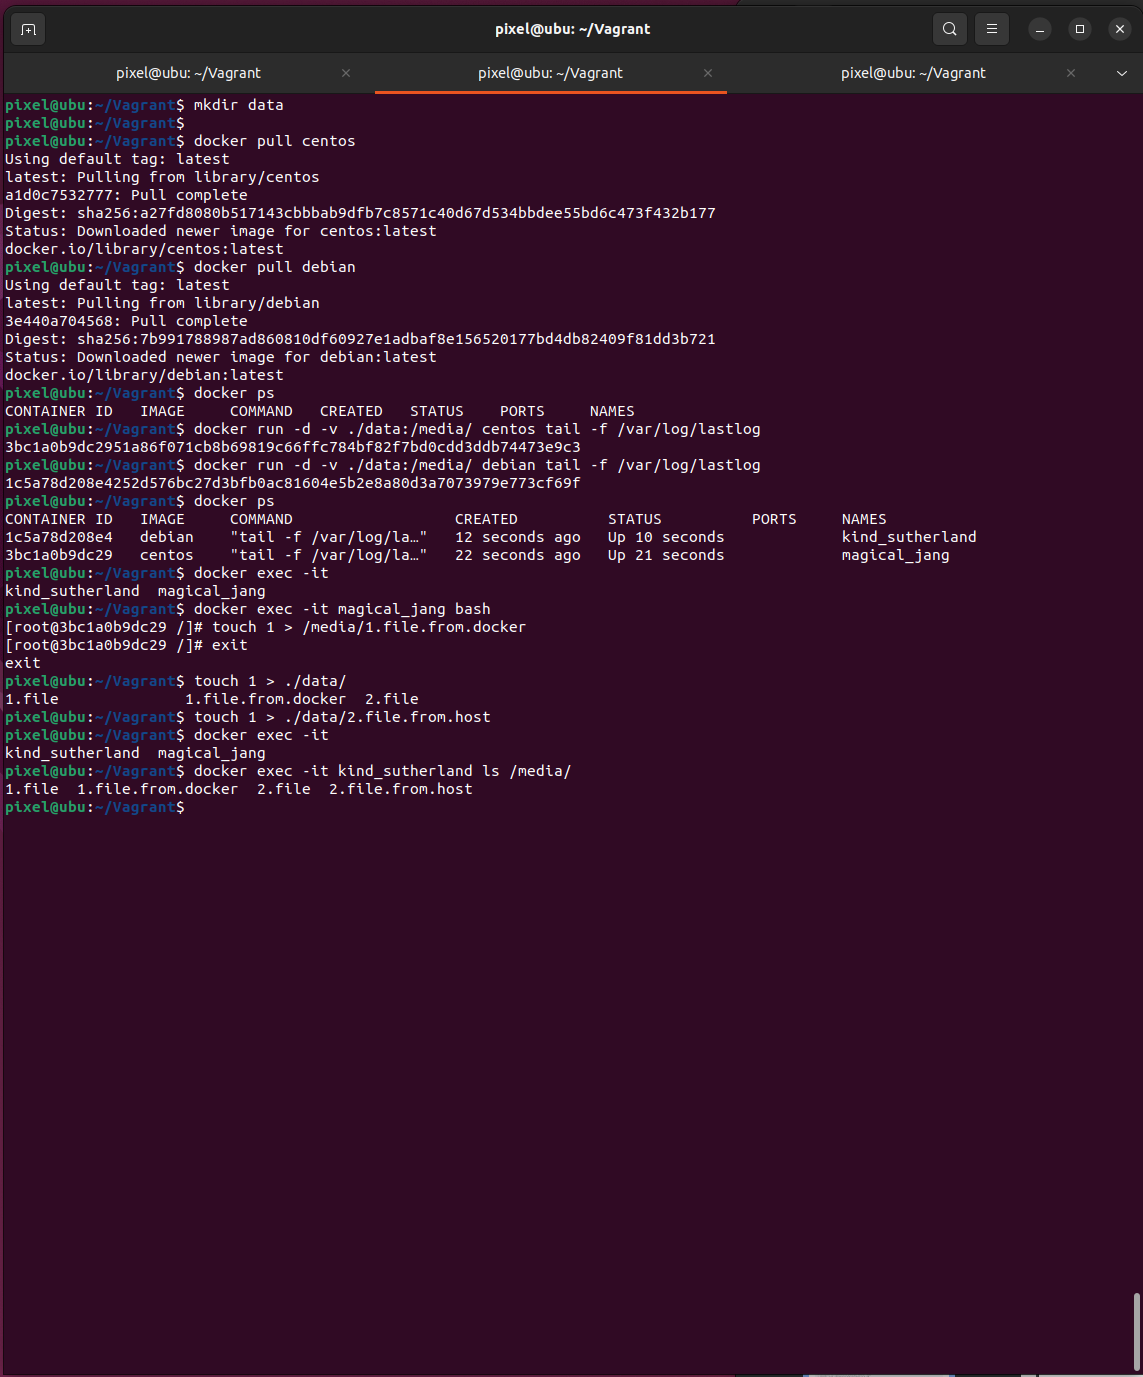 pixel@ubu: ~/Vagrant
pixel@ubu: ~/Vagrant pixel@ubu: ~/Vagrant pixel@ubu: ~/Vagrant
pixel@ubu:~/Vagrant$ mkdir data
pixel@ubu:~/Vagrant$
pixel@ubu:~/Vagrant$ docker pull centos
Using default tag: latest
latest: Pulling from library/centos
a1d0c7532777: Pull complete
Digest: sha256:a27fd8080b517143cbbbab9dfb7c8571c40d67d534bbdee55bd6c473f432b177
Status: Downloaded newer image for centos:latest
docker.io/library/centos:latest
pixel@ubu:~/Vagrant$ docker pull debian
Using default tag: latest
latest: Pulling from library/debian
3e440a704568: Pull complete
Digest: sha256:7b991788987ad860810df60927e1adbaf8e156520177bd4db82409f81dd3b721
Status: Downloaded newer image for debian:latest
docker.io/library/debian:latest
pixel@ubu:~/Vagrant$ docker ps
CONTAINER ID   IMAGE     COMMAND   CREATED   STATUS    PORTS     NAMES
pixel@ubu:~/Vagrant$ docker run -d -v ./data:/media/ centos tail -f /var/log/lastlog
3bc1a0b9dc2951a86f071cb8b69819c66ffc784bf82f7bd0cdd3ddb74473e9c3
pixel@ubu:~/Vagrant$ docker run -d -v ./data:/media/ debian tail -f /var/log/lastlog
1c5a78d208e4252d576bc27d3bfb0ac81604e5b2e8a80d3a7073979e773cf69f
pixel@ubu:~/Vagrant$ docker ps
CONTAINER ID   IMAGE     COMMAND                  CREATED          STATUS          PORTS     NAMES
1c5a78d208e4   debian    "tail -f /var/log/la…"   12 seconds ago   Up 10 seconds             kind_sutherland
3bc1a0b9dc29   centos    "tail -f /var/log/la…"   22 seconds ago   Up 21 seconds             magical_jang
pixel@ubu:~/Vagrant$ docker exec -it
kind_sutherland  magical_jang
pixel@ubu:~/Vagrant$ docker exec -it magical_jang bash
[root@3bc1a0b9dc29 /]# touch 1 > /media/1.file.from.docker
[root@3bc1a0b9dc29 /]# exit
exit
pixel@ubu:~/Vagrant$ touch 1 > ./data/
1.file              1.file.from.docker  2.file
pixel@ubu:~/Vagrant$ touch 1 > ./data/2.file.from.host
pixel@ubu:~/Vagrant$ docker exec -it
kind_sutherland  magical_jang
pixel@ubu:~/Vagrant$ docker exec -it kind_sutherland ls /media/
1.file  1.file.from.docker  2.file  2.file.from.host
pixel@ubu:~/Vagrant$